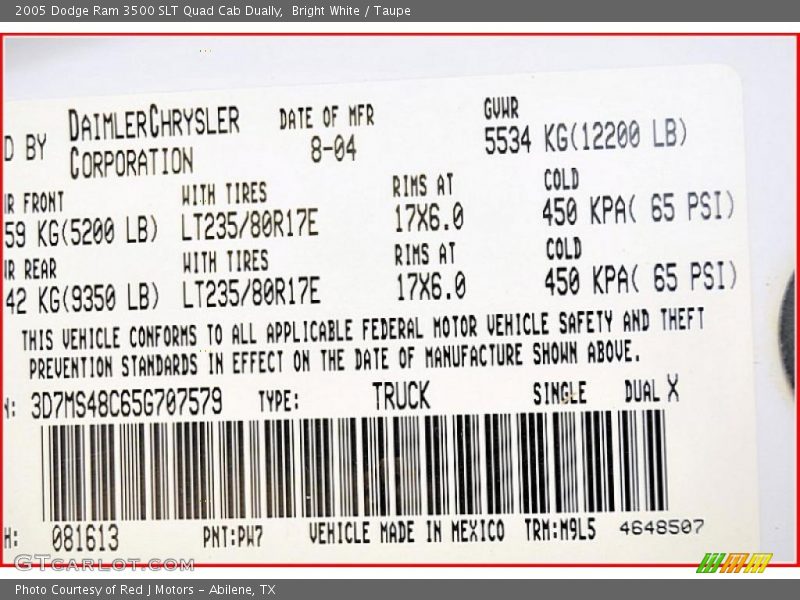 2005 Dodge Ram 3500 SLT Quad Cab Dually,  Bright White / Taupe
D BY DAIMLERCHRYSLER CORPORATION DATE OF MFR 8-04 GVWR 5534 KG(12200 LB)
R FRONT WITH TIRES RIMS AT COLD
59 KG(5200 LB) LT235/80R17E 17X6.0 450 KPA( 65 PSI)
R REAR WITH TIRES RIMS AT COLD
42 KG(9350 LB) LT235/80R17E 17X6.0 450 KPA( 65 PSI)
THIS VEHICLE CONFORMS TO ALL APPLICABLE FEDERAL MOTOR VEHICLE SAFETY AND THEFT
PREVENTION STANDARDS IN EFFECT ON THE DATE OF MANUFACTURE SHOWN ABOVE.
: 3D7MS48C65G707579 TYPE: TRUCK SINGLE DUAL X
H: 081613 PNT:PW7 VEHICLE MADE IN MEXICO TRM:M9L5 4648507
GTCARLOT.COM
Photo Courtesy of Red J Motors - Abilene, TX